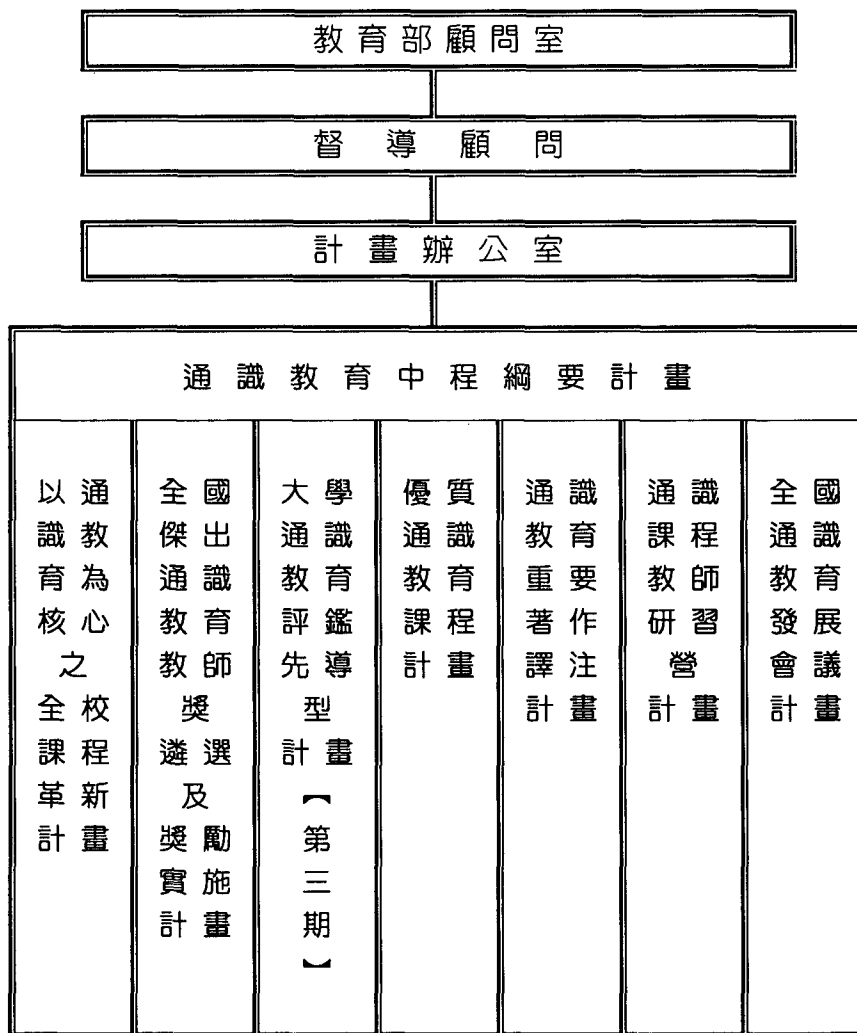 教育部顧問室
督導顧問
計畫辦公室
通識教育中程綱要計畫
以通識教育為核心之全校課程革新計畫
全國傑出通識教育教師獎遴選及獎勵實施計畫
大學通識教育評鑑先導型計畫【第三期】
優質通識教育課程計畫
通識教育重要著作譯注計畫
通識課程教師研習營計畫
全國通識教育發展會議計畫